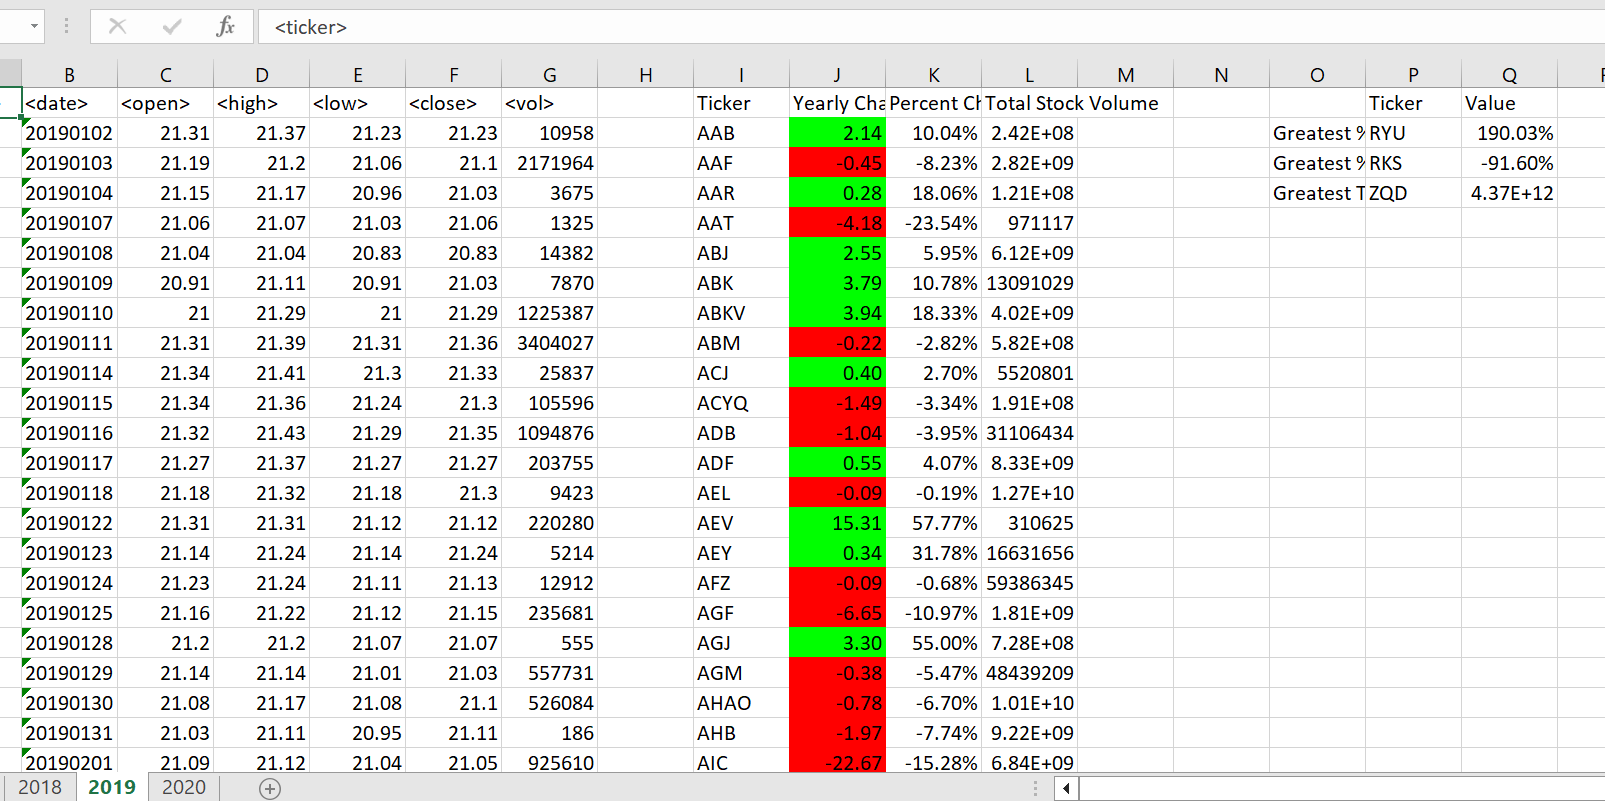 fx <ticker>
B C D E F G H I J K L M N O P Q
<date> <open> <high> <low> <close> <vol> Ticker Yearly Cha Percent Ch Total Stock Volume Ticker Value
20190102 21.31 21.37 21.23 21.23 10958 AAB 2.14 10.04% 2.42E+08 Greatest % RYU 190.03%
20190103 21.19 21.2 21.06 21.1 2171964 AAF -0.45 -8.23% 2.82E+09 Greatest % RKS -91.60%
20190104 21.15 21.17 20.96 21.03 3675 AAR 0.28 18.06% 1.21E+08 Greatest T ZQD 4.37E+12
20190107 21.06 21.07 21.03 21.06 1325 AAT -4.18 -23.54% 971117
20190108 21.04 21.04 20.83 20.83 14382 ABJ 2.55 5.95% 6.12E+09
20190109 20.91 21.11 20.91 21.03 7870 ABK 3.79 10.78% 13091029
20190110 21 21.29 21 21.29 1225387 ABKV 3.94 18.33% 4.02E+09
20190111 21.31 21.39 21.31 21.36 3404027 ABM -0.22 -2.82% 5.82E+08
20190114 21.34 21.41 21.3 21.33 25837 ACJ 0.40 2.70% 5520801
20190115 21.34 21.36 21.24 21.3 105596 ACYQ -1.49 -3.34% 1.91E+08
20190116 21.32 21.43 21.29 21.35 1094876 ADB -1.04 -3.95% 31106434
20190117 21.27 21.37 21.27 21.27 203755 ADF 0.55 4.07% 8.33E+09
20190118 21.18 21.32 21.18 21.3 9423 AEL -0.09 -0.19% 1.27E+10
20190122 21.31 21.31 21.12 21.12 220280 AEV 15.31 57.77% 310625
20190123 21.14 21.24 21.14 21.24 5214 AEY 0.34 31.78% 16631656
20190124 21.23 21.24 21.11 21.13 12912 AFZ -0.09 -0.68% 59386345
20190125 21.16 21.22 21.12 21.15 235681 AGF -6.65 -10.97% 1.81E+09
20190128 21.2 21.2 21.07 21.07 555 AGJ 3.30 55.00% 7.28E+08
20190129 21.14 21.14 21.01 21.03 557731 AGM -0.38 -5.47% 48439209
20190130 21.08 21.17 21.08 21.1 526084 AHAO -0.78 -6.70% 1.01E+10
20190131 21.03 21.11 20.95 21.11 186 AHB -1.97 -7.74% 9.22E+09
20190201 21.09 21.12 21.04 21.05 925610 AIC -22.67 -15.28% 6.84E+09
2018 2019 2020